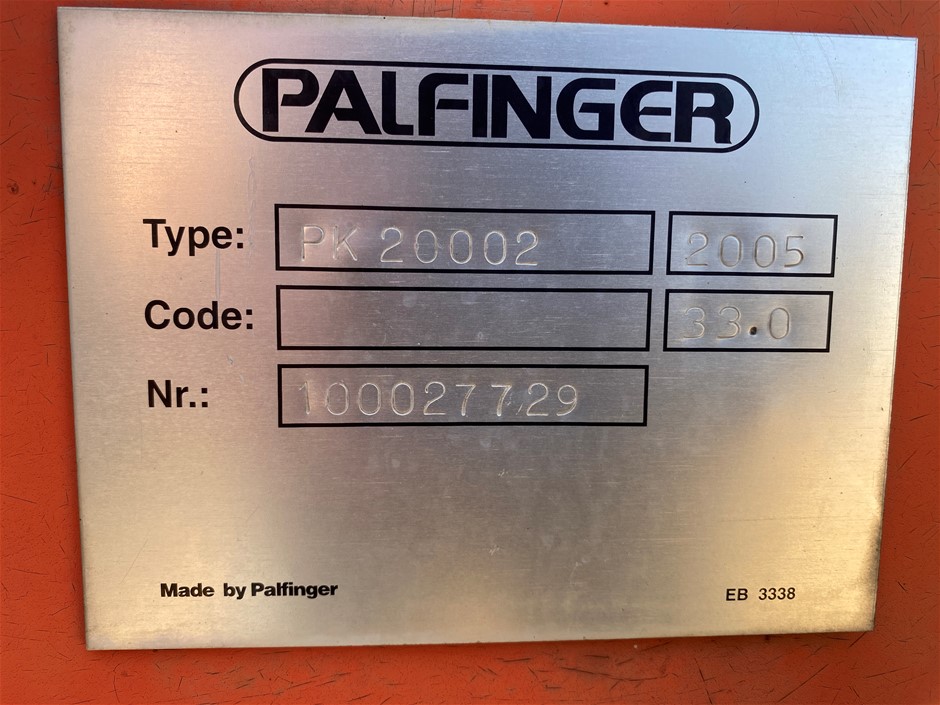 PALFINGER
Type: PK 20002 2005
Code: 33.0
Nr.: 100027729
Made by Palfinger EB 3338